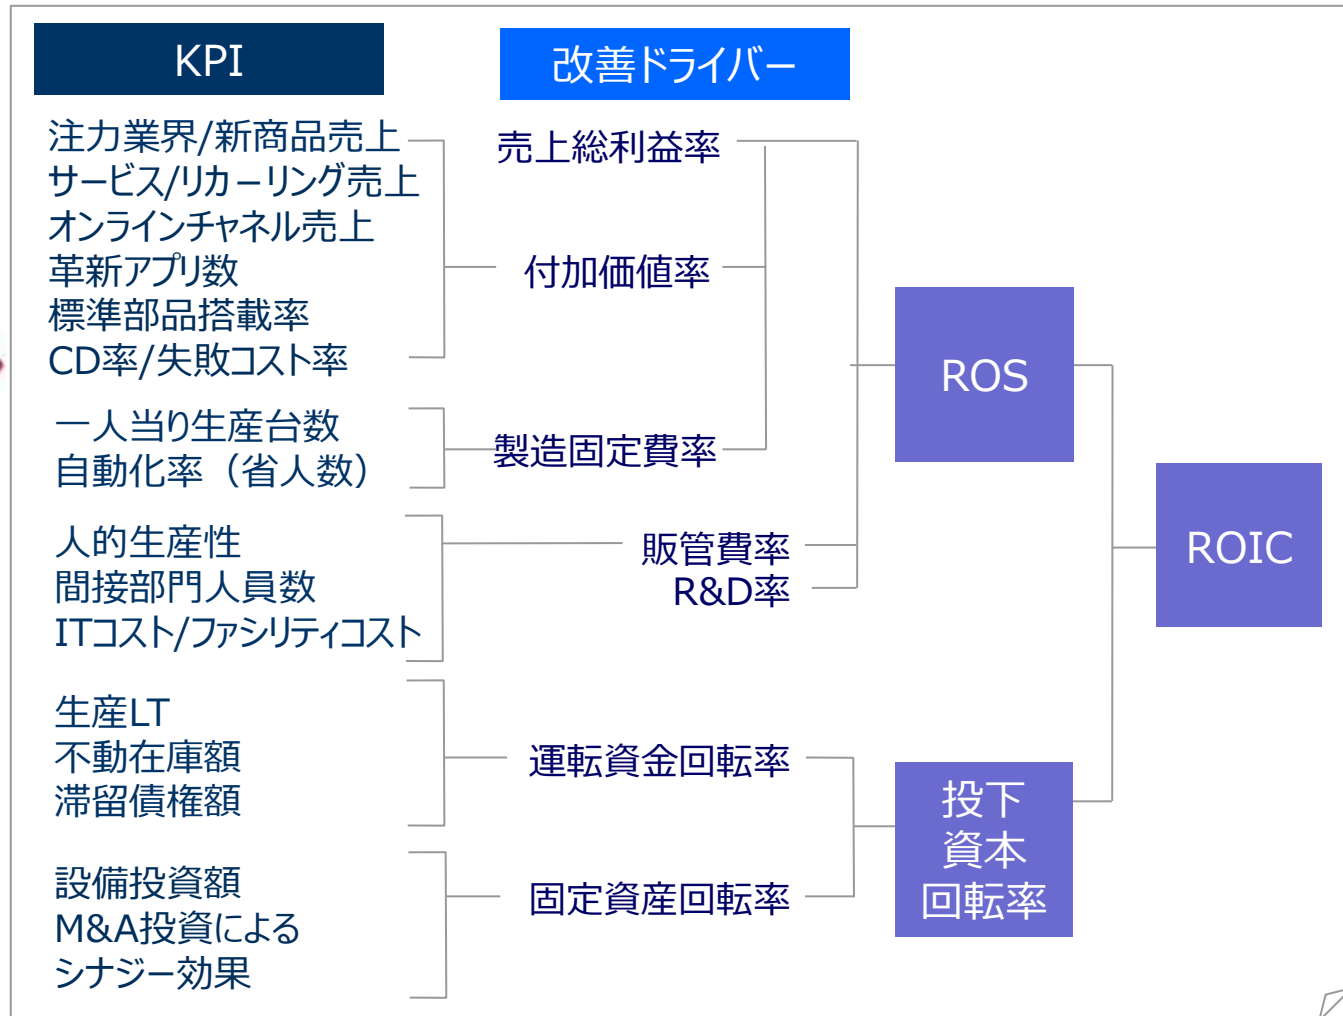 KPI
改善ドライバー
注力業界/新商品売上
サービス/リカーリング売上
オンラインチャネル売上
革新アプリ数
標準部品搭載率
CD率/失敗コスト率
一人当り生産台数
自動化率（省人数）
人的生産性
間接部門人員数
ITコスト/ファシリティコスト
生産LT
不動在庫額
滞留債権額
設備投資額
M&A投資による
シナジー効果
売上総利益率
付加価値率
製造固定費率
販管費率
R&D率
運転資金回転率
固定資産回転率
ROS
投下
資本
回転率
ROIC